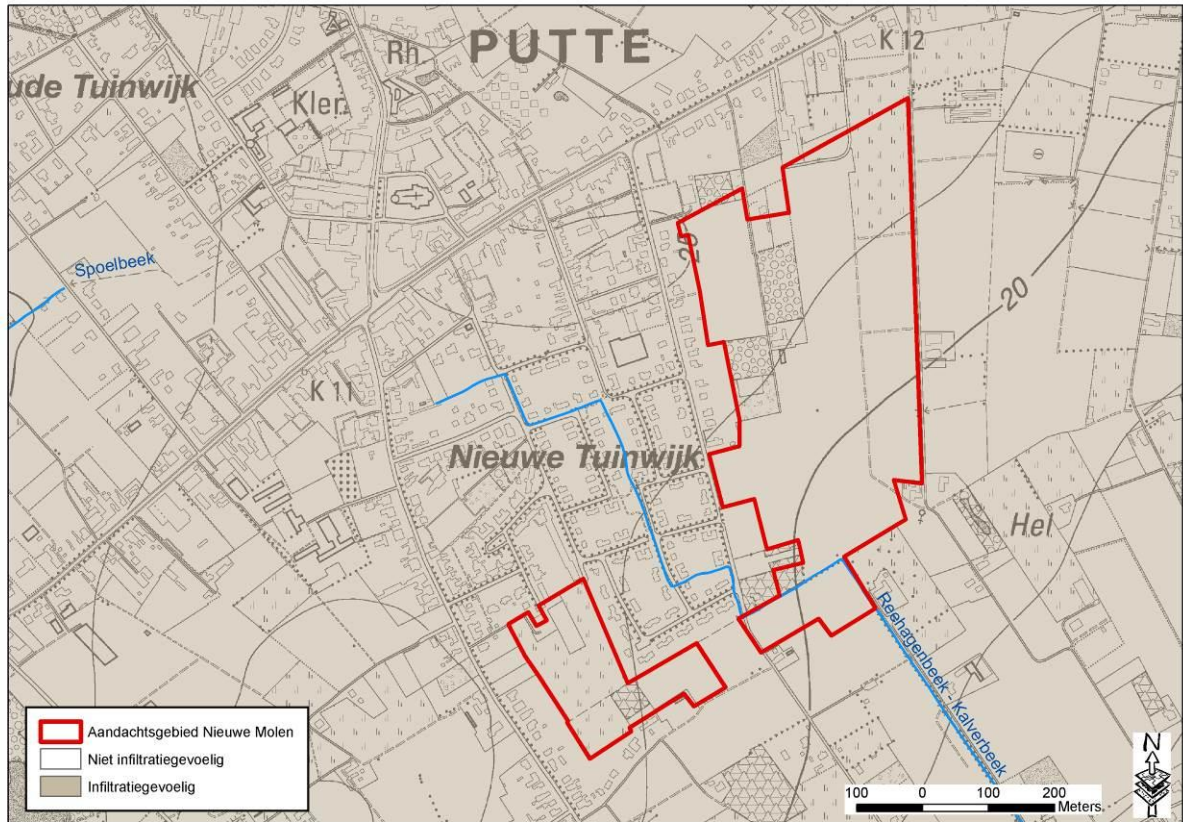 PUTTE
K 12
Rh.
ude Tuinwijk
Kler.
20
Spoelbeek
20
K 11
Nieuwe Tuinwijk
Hel
Reehagenbeek - Kalverbeek
Aandachtsgebied Nieuwe Molen
Niet infiltratiegevoelig
Infiltratiegevoelig
N
100 0 100 200
Meters